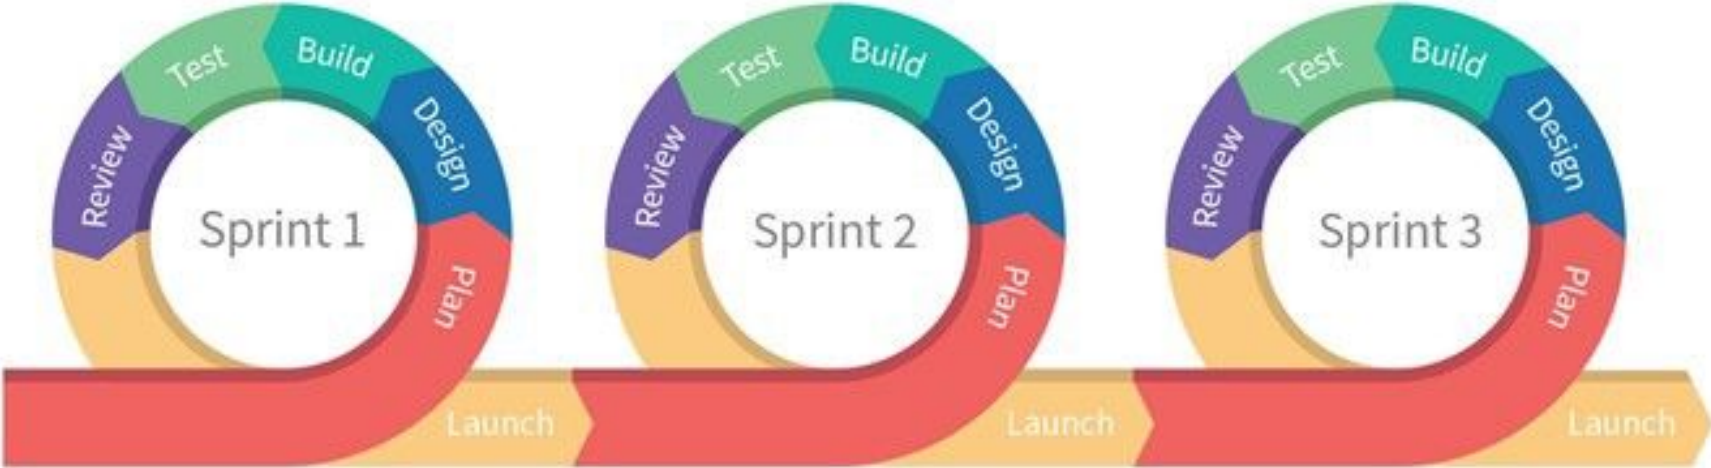 Sprint 1
Plan
Design
Build
Test
Review
Launch
Sprint 2
Plan
Design
Build
Test
Review
Launch
Sprint 3
Plan
Design
Build
Test
Review
Launch